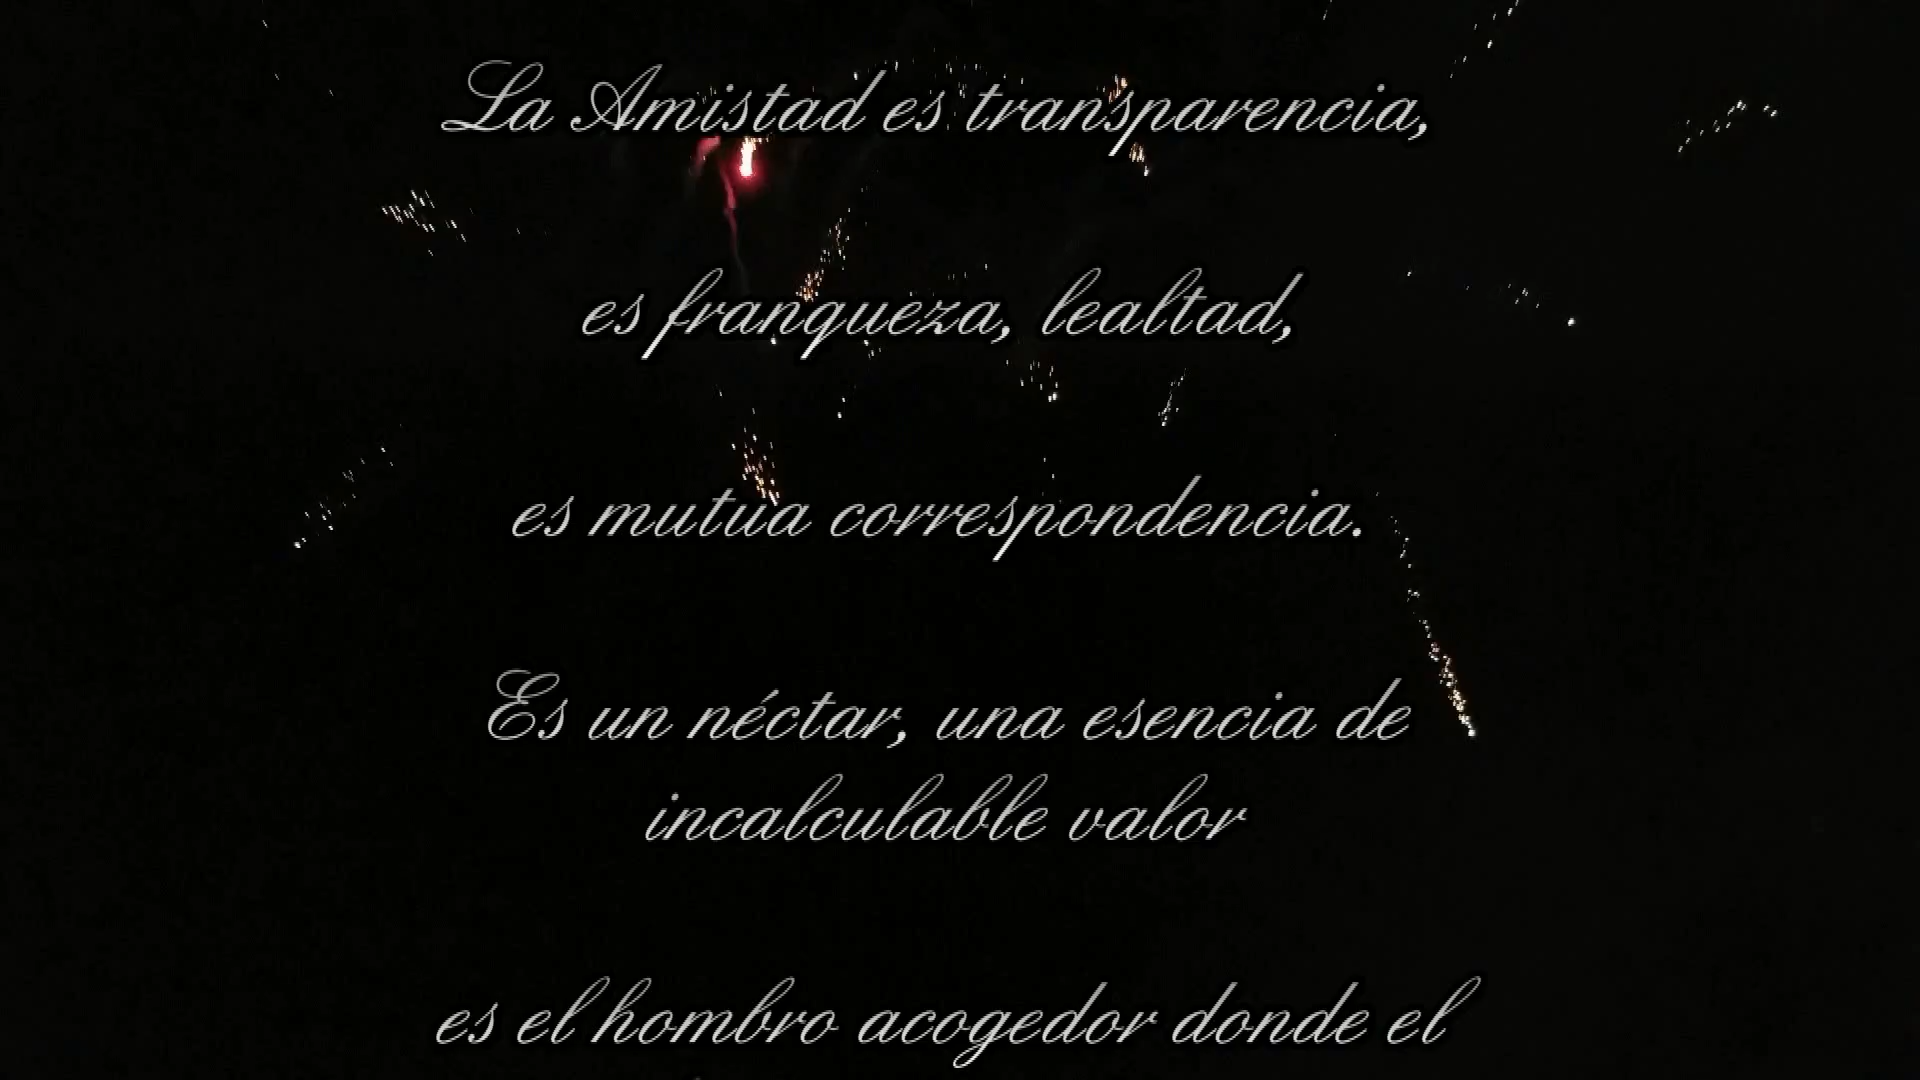 La Amistad es transparencia,
es franqueza, lealtad,
es mutua correspondencia.
Es un néctar, una esencia de
incalculable valor
es el hombro acogedor donde el